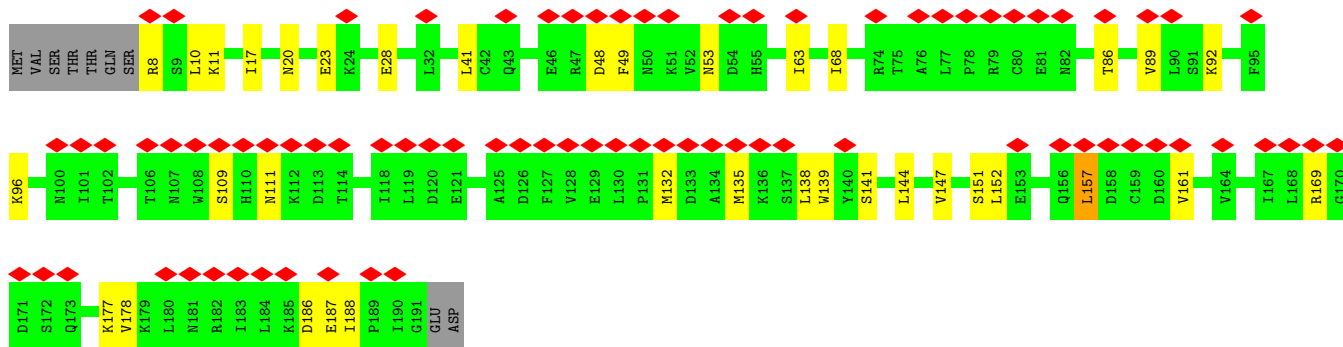 MET VAL SER THR THR GLN SER R8 S9 L10 K11 I17 N20 E23 K24 E28 L32 L41 C42 Q43 E46 R47 D48 F49 N50 K51 V52 N53 D54 H55 I63 I68 R74 T75 A76 L77 P78 R79 C80 E81 N82 T86 V89 L90 S91 K92 F95
K96 N100 I101 T102 T106 N107 W108 S109 H110 N111 K112 D113 T114 I118 L119 D120 E121 A125 D126 F127 V128 E129 L130 P131 M132 D133 A134 M135 K136 S137 L138 W139 Y140 S141 L144 V147 S151 L152 E153 Q156 L157 D158 C159 D160 V161 V164 I167 L168 R169 G170
D171 S172 Q173 K177 V178 K179 L180 N181 R182 I183 L184 K185 D186 E187 I188 P189 I190 G191 GLU ASP